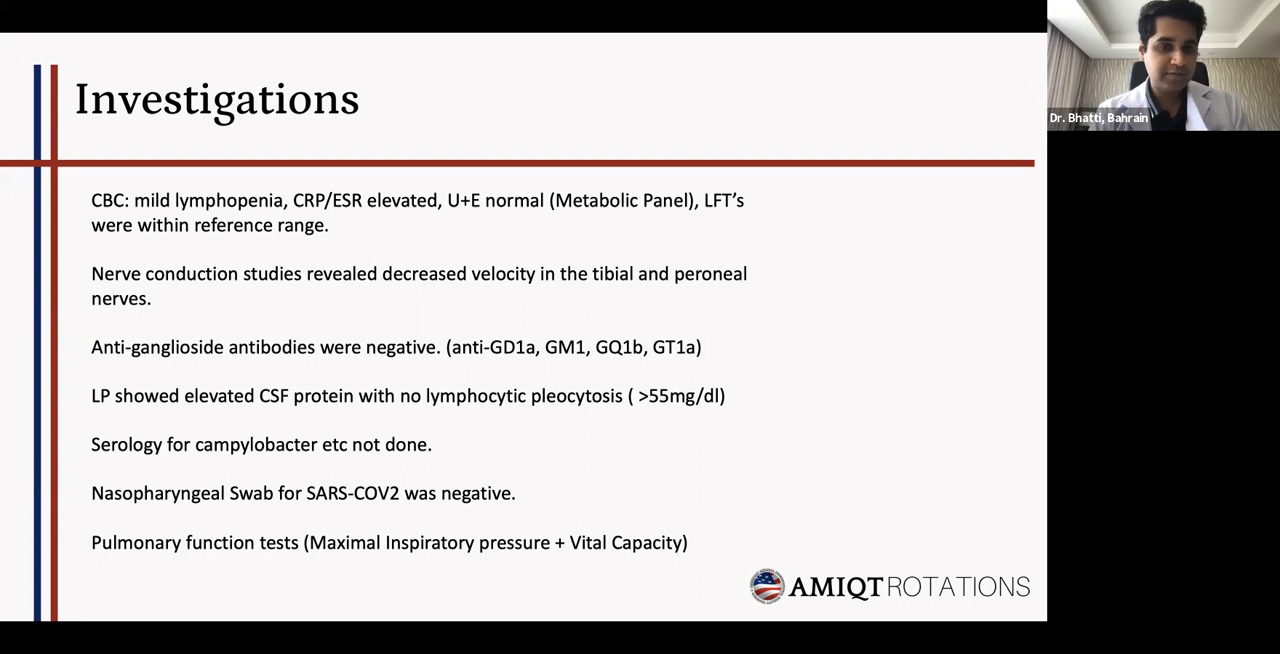 Investigations
CBC: mild lymphopenia, CRP/ESR elevated, U+E normal (Metabolic Panel), LFT's
were within reference range.
Nerve conduction studies revealed decreased velocity in the tibial and peroneal
nerves.
Anti-ganglioside antibodies were negative. (anti-GD1a, GM1, GQ1b, GT1a)
LP showed elevated CSF protein with no lymphocytic pleocytosis ( >55mg/dl)
Serology for campylobacter etc not done.
Nasopharyngeal Swab for SARS-COV2 was negative.
Pulmonary function tests (Maximal Inspiratory pressure + Vital Capacity)
AMIQT ROTATIONS
Dr. Bhatti, Bahrain